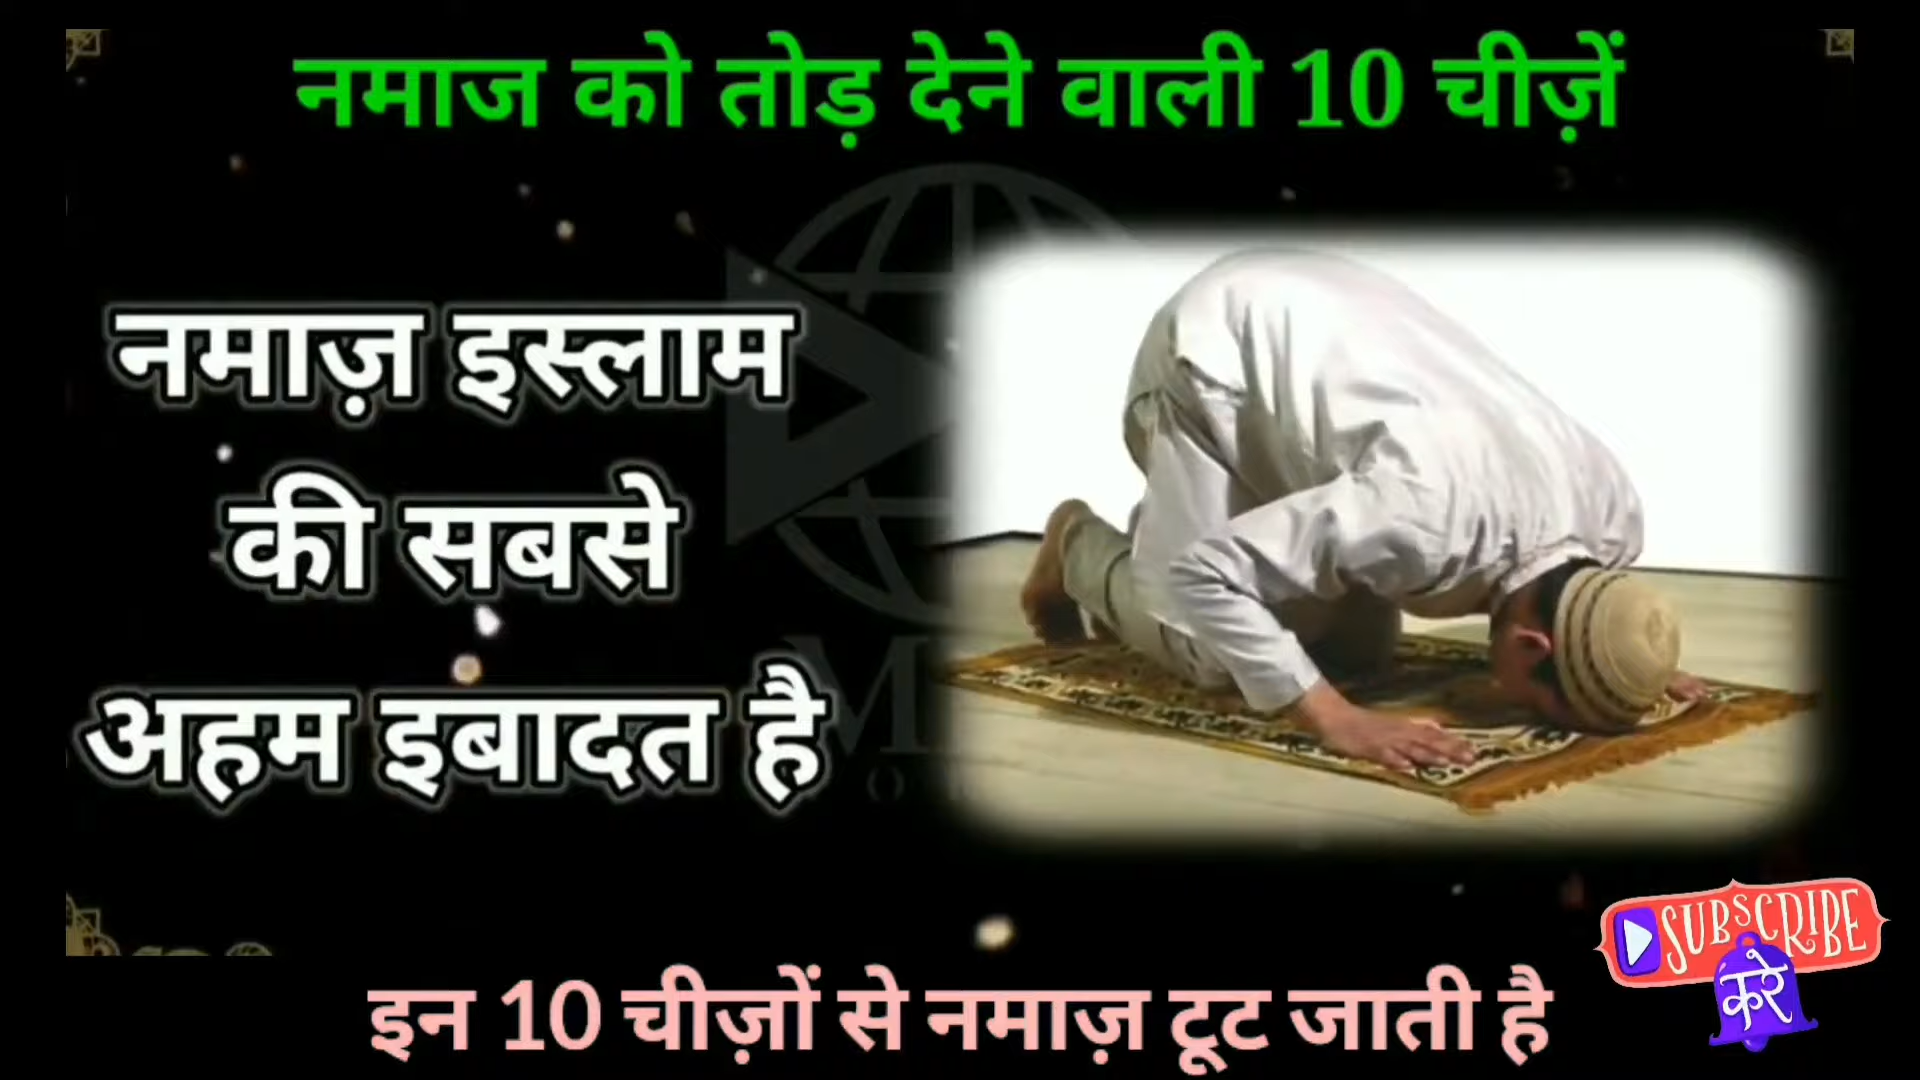 नमाज को तोड़ देने वाली 10 चीज़ें
नमाज़ इस्लाम
की सबसे
अहम इबादत है
SUBSCRIBE
करे
इन 10 चीज़ों से नमाज़ टूट जाती है